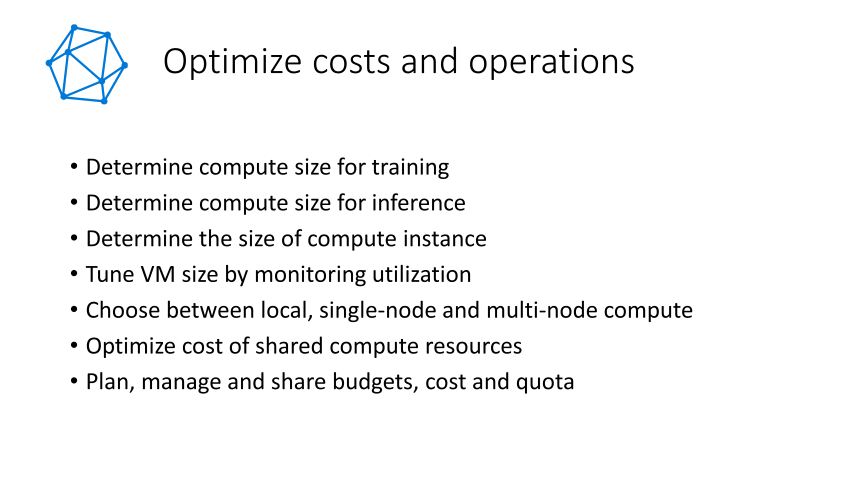 Optimize costs and operations
• Determine compute size for training
• Determine compute size for inference
• Determine the size of compute instance
• Tune VM size by monitoring utilization
• Choose between local, single-node and multi-node compute
• Optimize cost of shared compute resources
• Plan, manage and share budgets, cost and quota